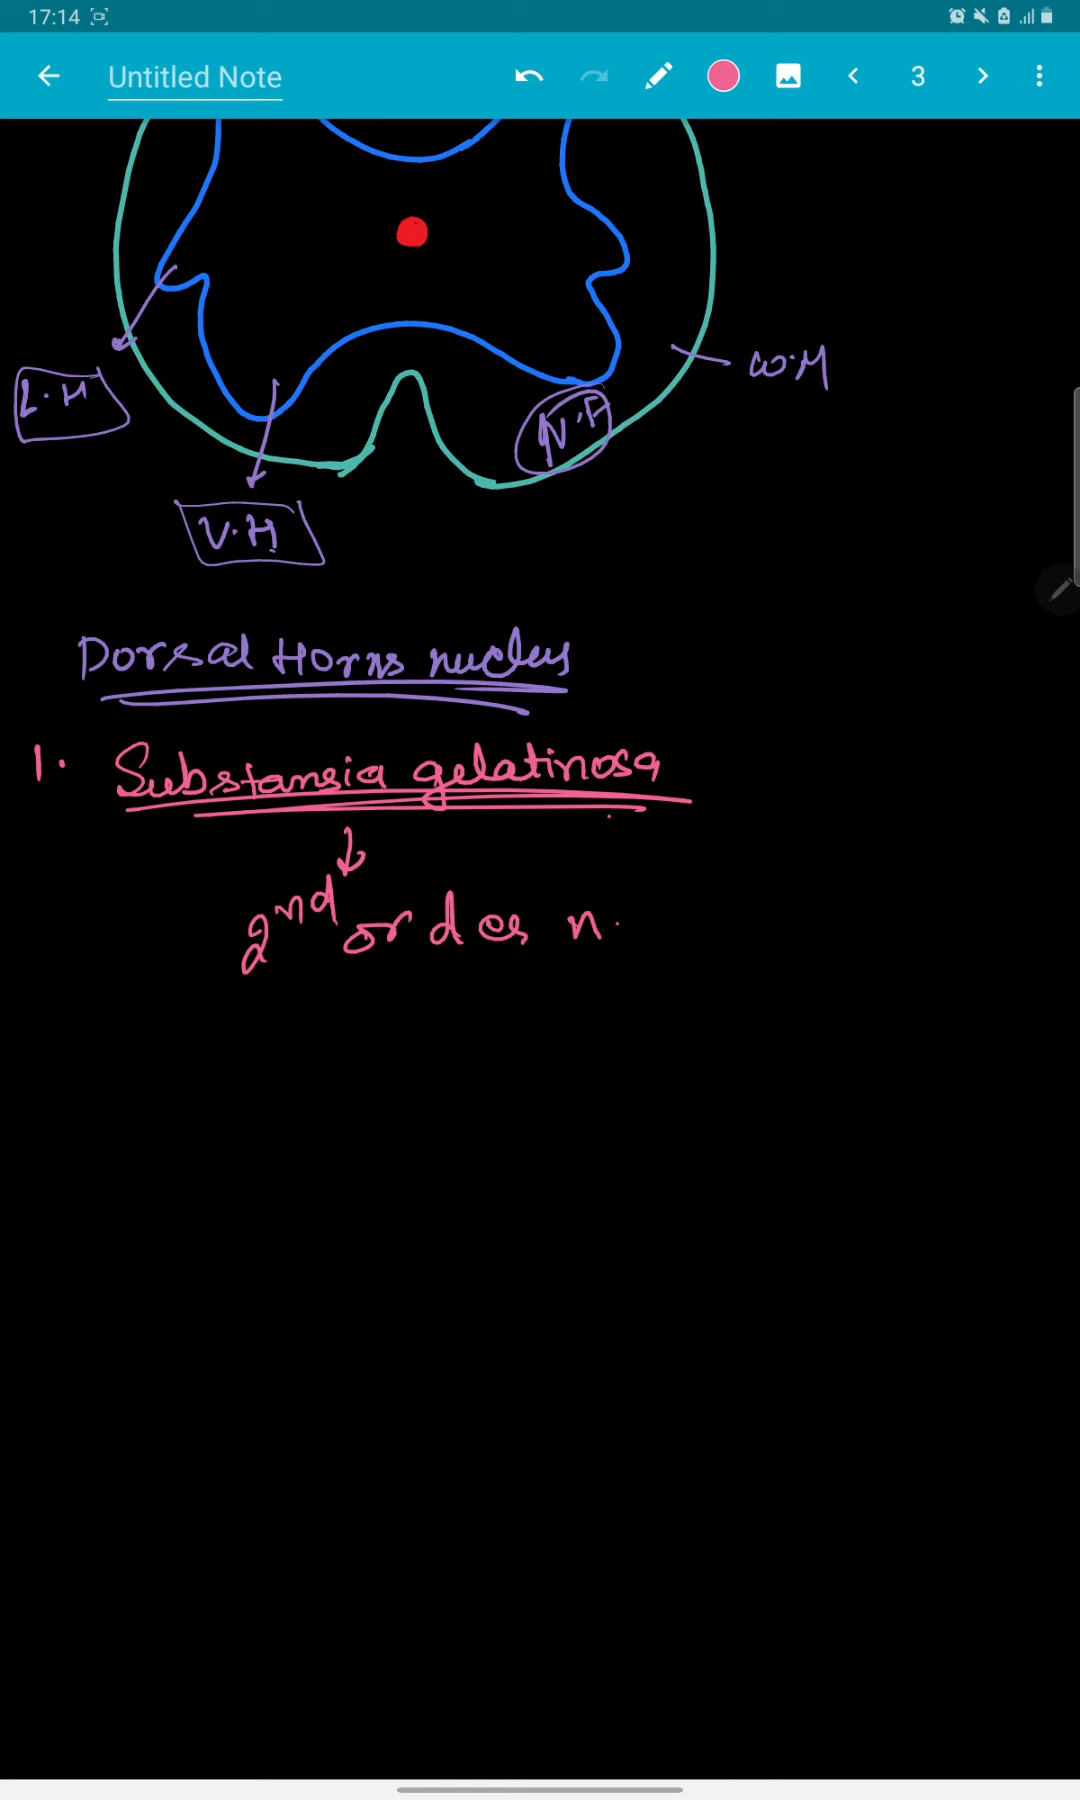 17:14
Untitled Note
3
W.M
L.H
N.F
V.H
Dorsal Horns nucleus
1. Substansia gelatinosa
2nd order n.